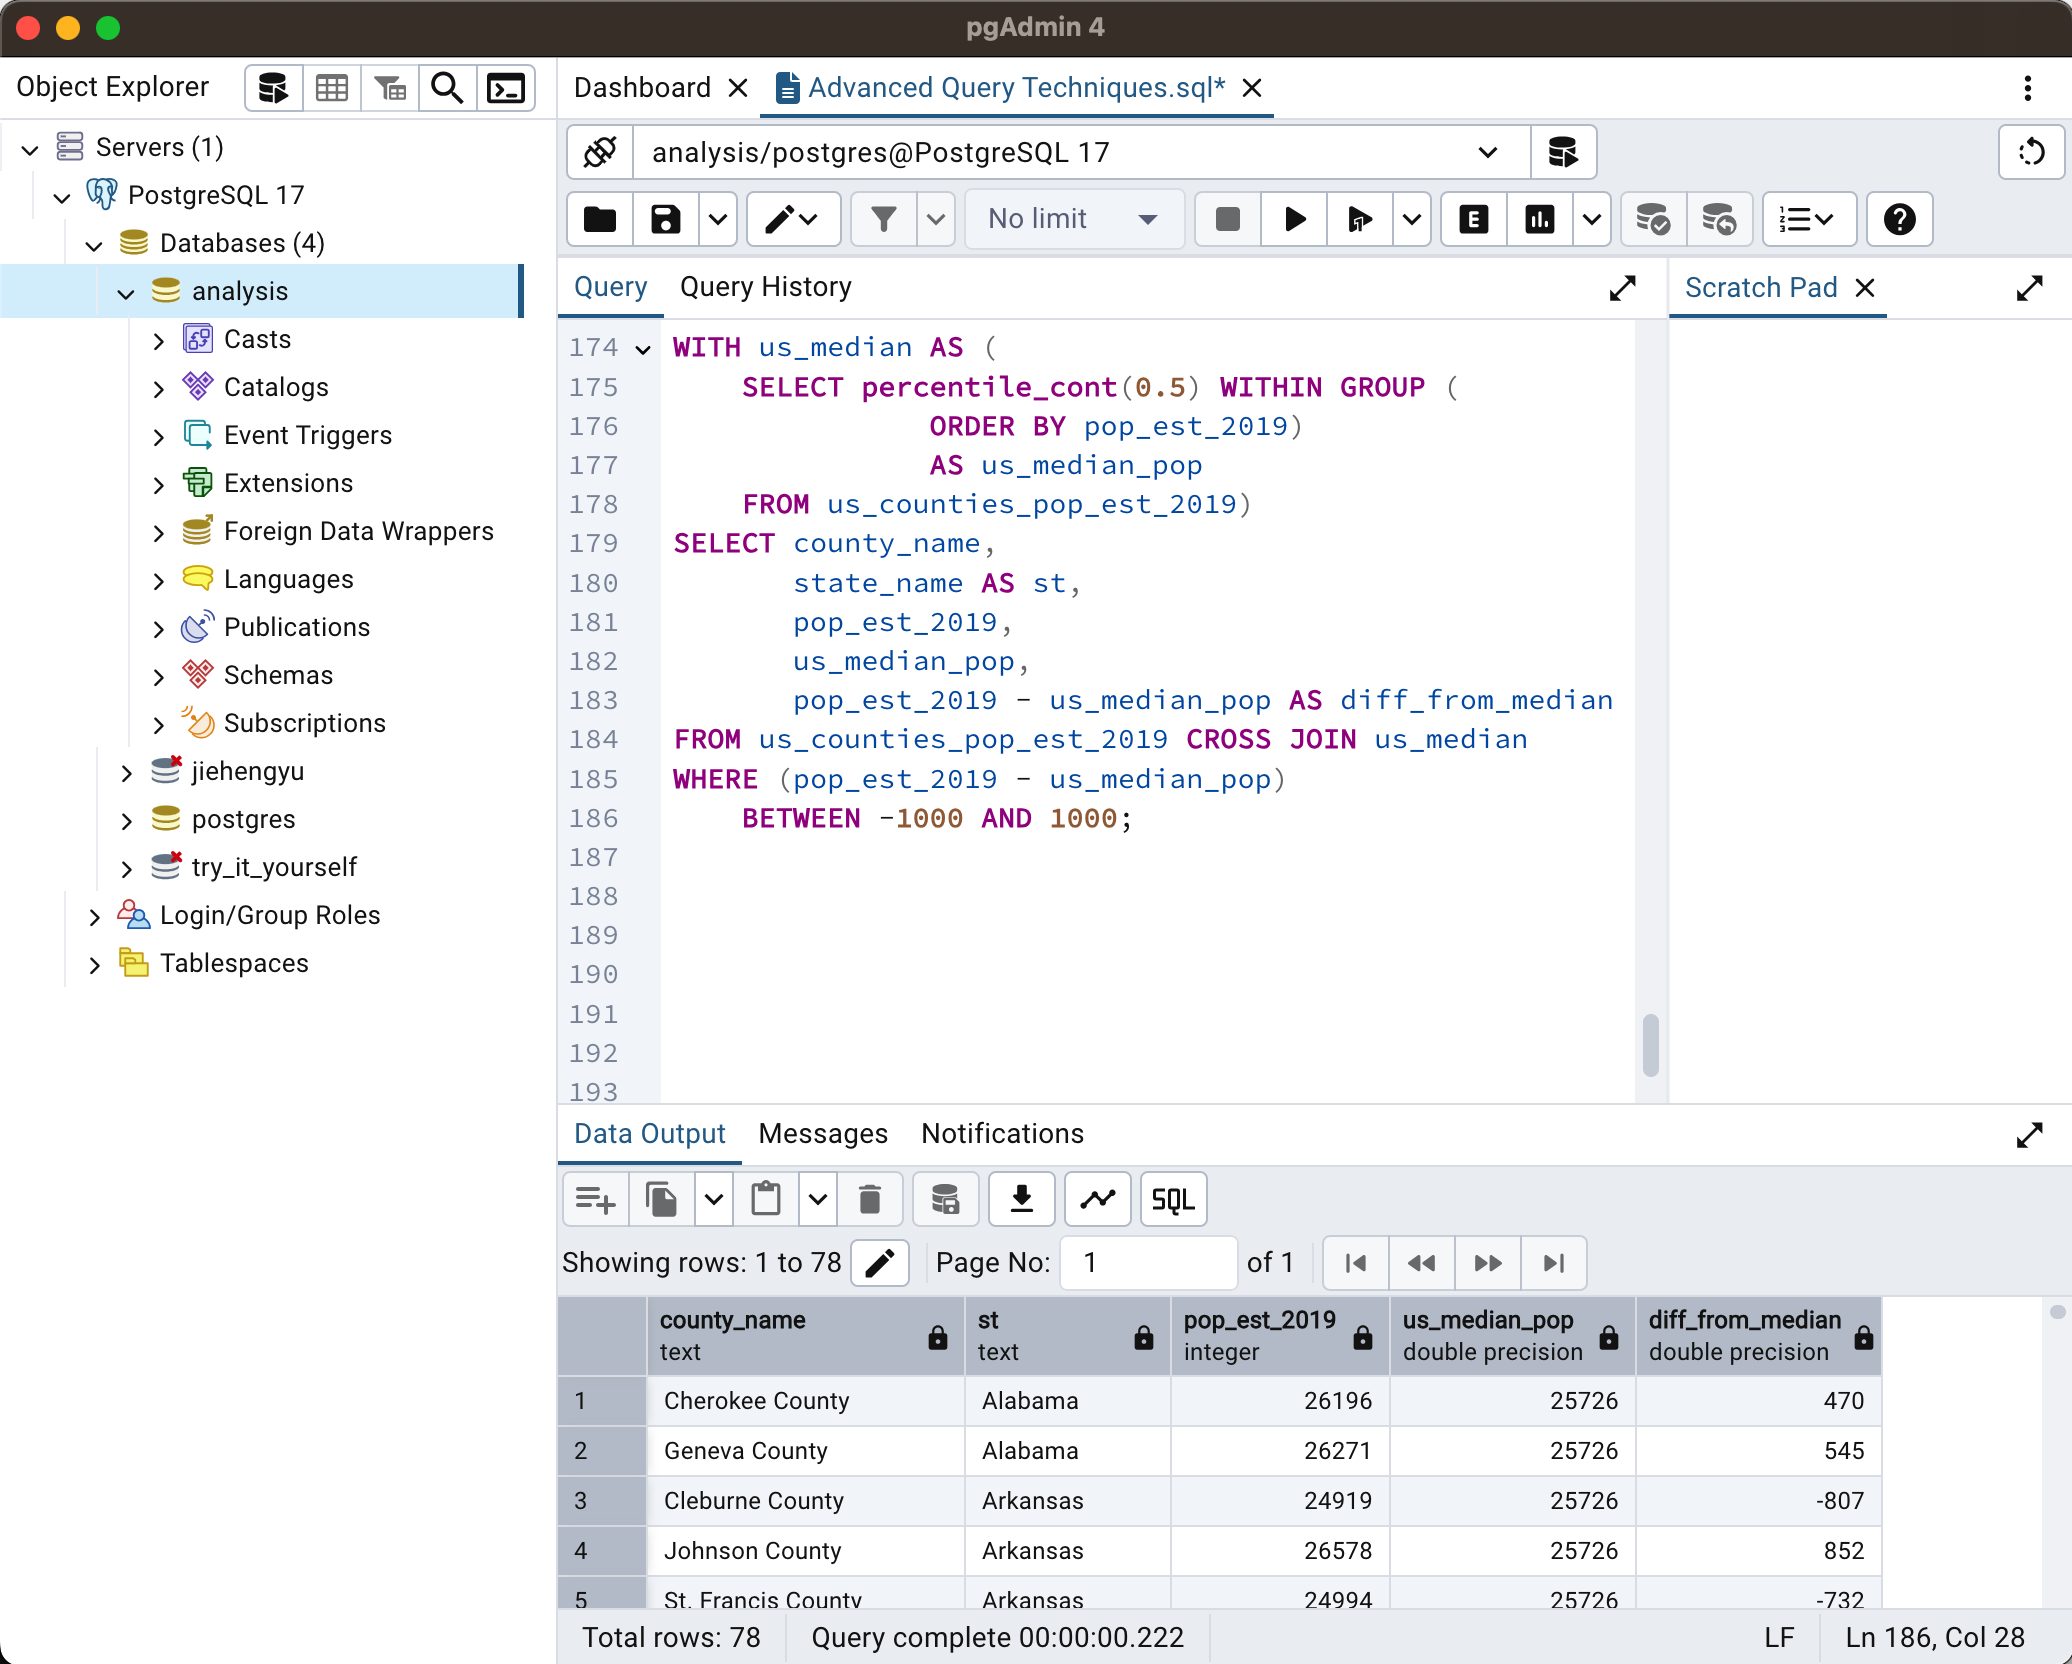 pgAdmin 4
Object Explorer
Servers (1)
PostgreSQL 17
Databases (4)
analysis
Casts
Catalogs
Event Triggers
Extensions
Foreign Data Wrappers
Languages
Publications
Schemas
Subscriptions
jiehengyu
postgres
try_it_yourself
Login/Group Roles
Tablespaces
Dashboard Advanced Query Techniques.sql*
analysis/postgres@PostgreSQL 17
No limit E
Query Query History Scratch Pad
174 WITH us_median AS (
175 SELECT percentile_cont(0.5) WITHIN GROUP (
176 ORDER BY pop_est_2019)
177 AS us_median_pop
178 FROM us_counties_pop_est_2019)
179 SELECT county_name,
180 state_name AS st,
181 pop_est_2019,
182 us_median_pop,
183 pop_est_2019 - us_median_pop AS diff_from_median
184 FROM us_counties_pop_est_2019 CROSS JOIN us_median
185 WHERE (pop_est_2019 - us_median_pop)
186 BETWEEN -1000 AND 1000;
187
188
189
190
191
192
193
Data Output Messages Notifications
SQL
Showing rows: 1 to 78 Page No: 1 of 1
county_name st pop_est_2019 us_median_pop diff_from_median
text text integer double precision double precision
1 Cherokee County Alabama 26196 25726 470
2 Geneva County Alabama 26271 25726 545
3 Cleburne County Arkansas 24919 25726 -807
4 Johnson County Arkansas 26578 25726 852
5 St. Francis County Arkansas 24994 25726 -732
Total rows: 78 Query complete 00:00:00.222 LF Ln 186, Col 28